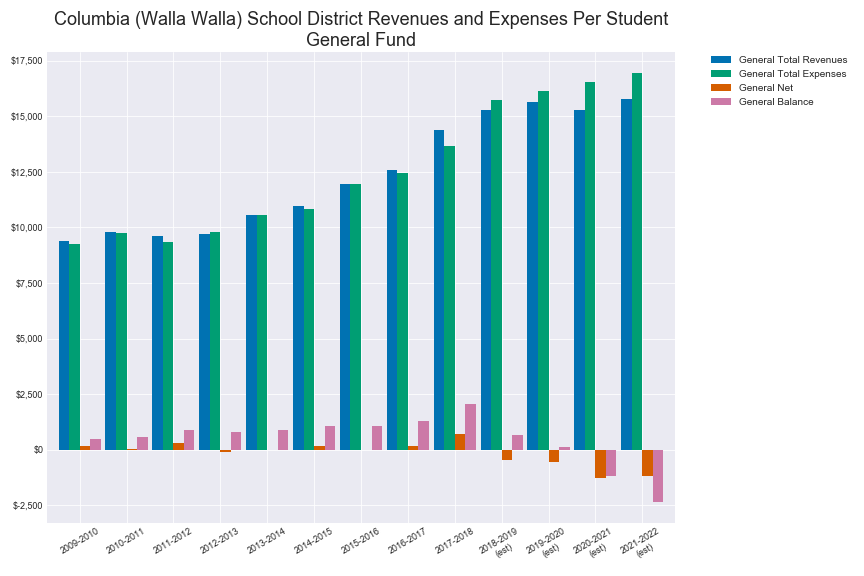 Columbia (Walla Walla) School District Revenues and Expenses Per Student
General Fund
$17,500
$15,000
$12,500
$10,000
$7,500
$5,000
$2,500
$0
$-2,500
2009-2010
2010-2011
2011-2012
2012-2013
2013-2014
2014-2015
2015-2016
2016-2017
2017-2018
2018-2019
(est)
2019-2020
(est)
2020-2021
(est)
2021-2022
(est)
General Total Revenues
General Total Expenses
General Net
General Balance